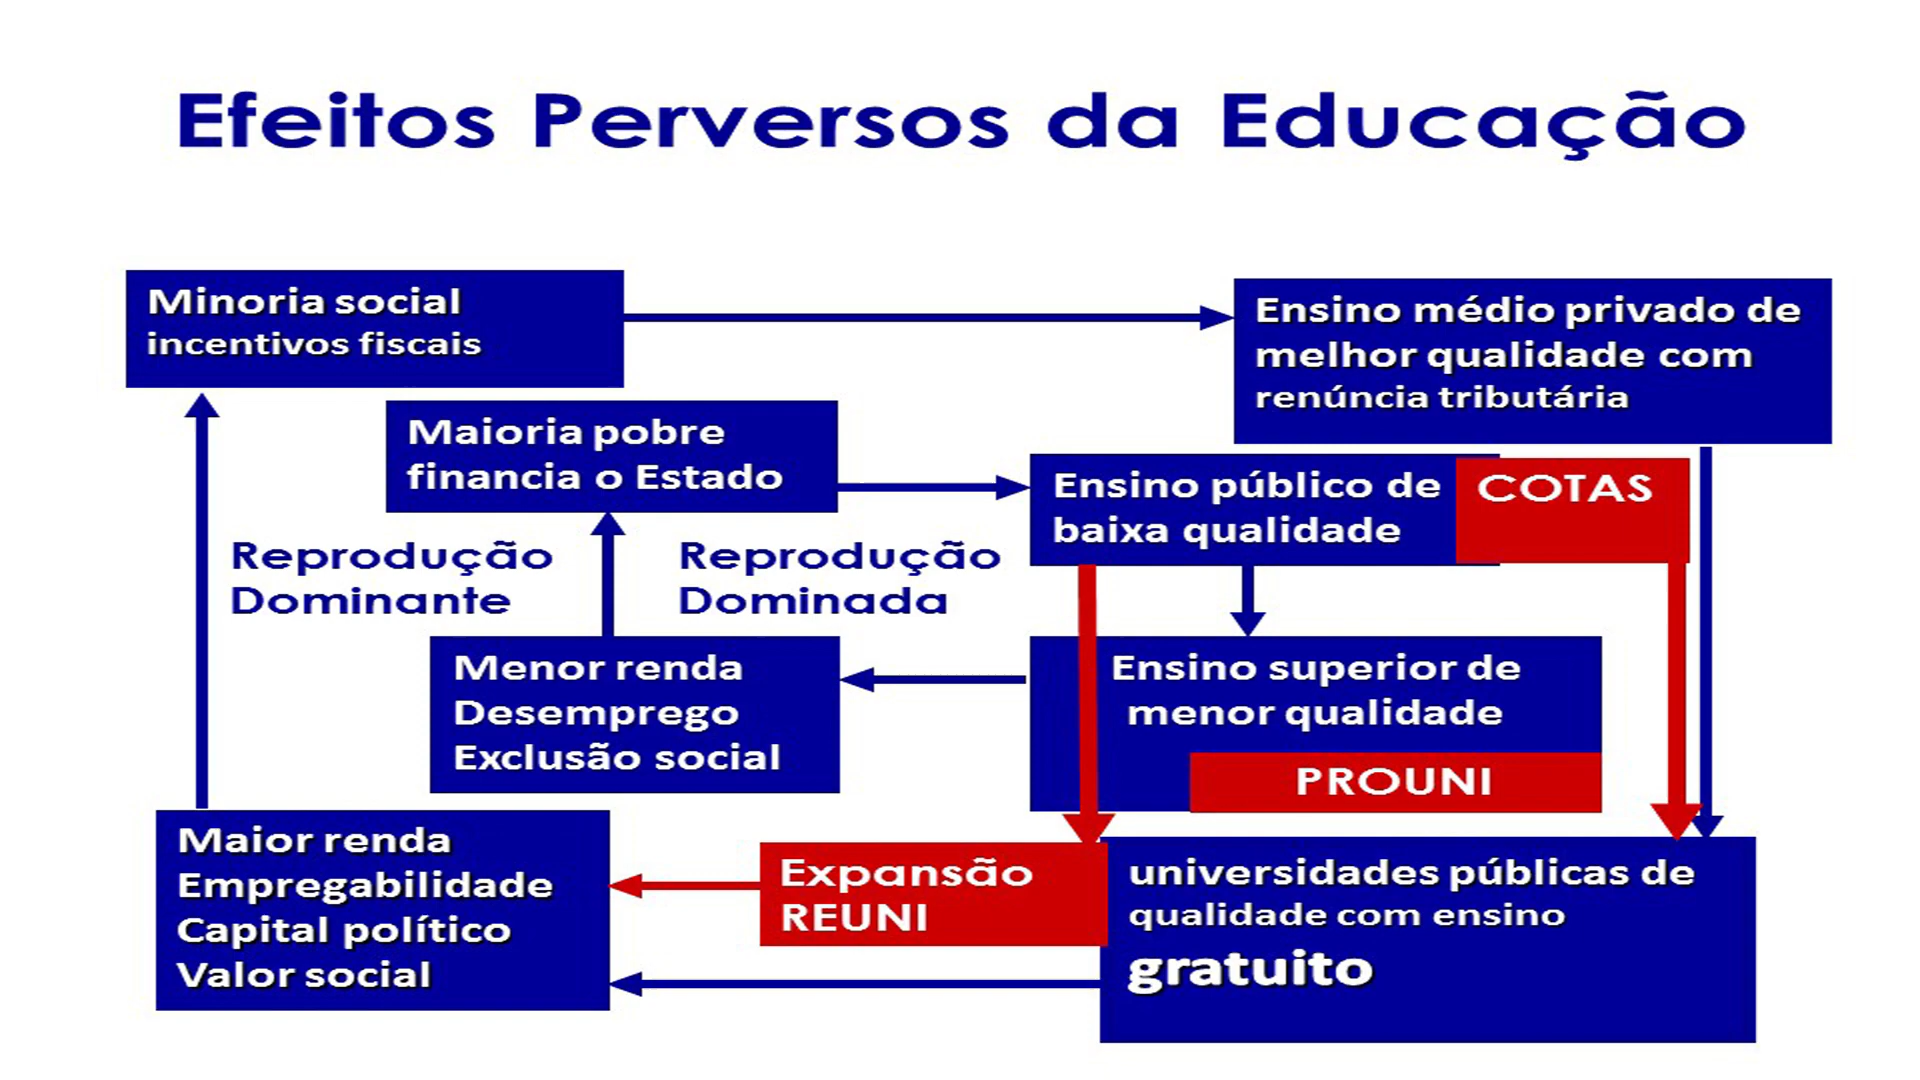 Efeitos Perversos da Educação
Minoria social
incentivos fiscais
Ensino médio privado de
melhor qualidade com
renúncia tributária
Maioria pobre
financia o Estado
Ensino público de
baixa qualidade
COTAS
Reprodução
Dominante
Reprodução
Dominada
Menor renda
Desemprego
Exclusão social
Ensino superior de
menor qualidade
PROUNI
Maior renda
Empregabilidade
Capital político
Valor social
Expansão
REUNI
universidades públicas de
qualidade com ensino
gratuito